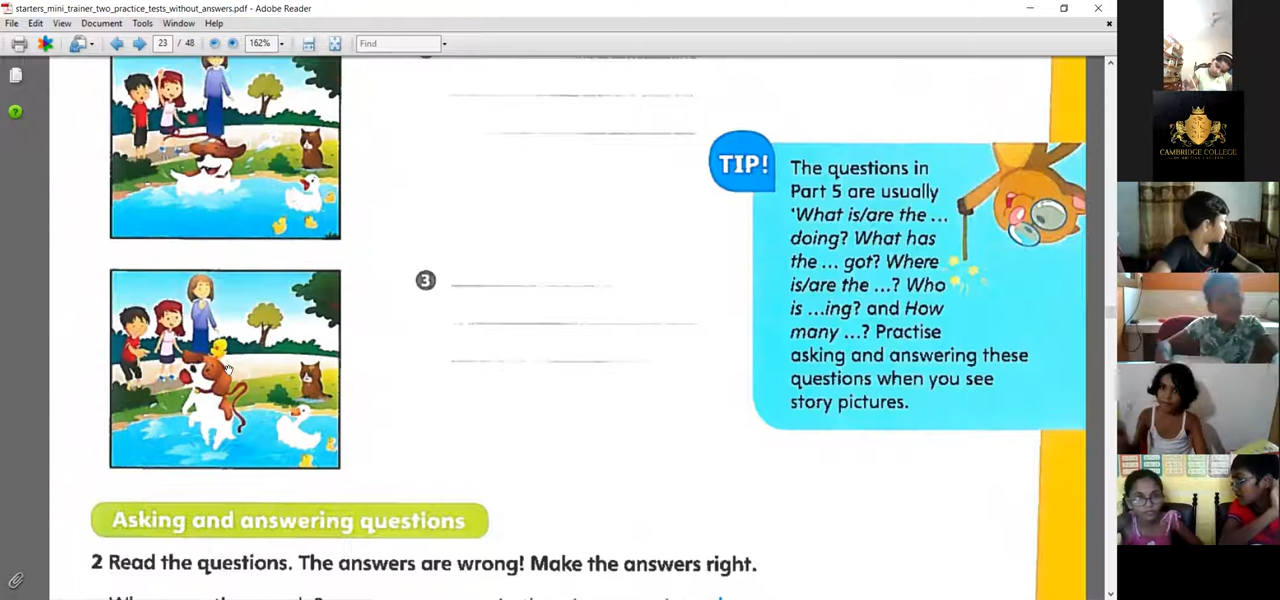 starters_mini_trainer_two_practice_tests_without_answers.pdf - Adobe Reader
File Edit View Document Tools Window Help
23 / 48 162% Find
TIP!
The questions in
Part 5 are usually
'What is/are the ...
doing? What has
the ... got? Where
is/are the ...? Who
is ...ing? and How
many ...? Practise
asking and answering these
questions when you see
story pictures.
3
Asking and answering questions
2 Read the questions. The answers are wrong! Make the answers right.
CAMBRIDGE COLLEGE